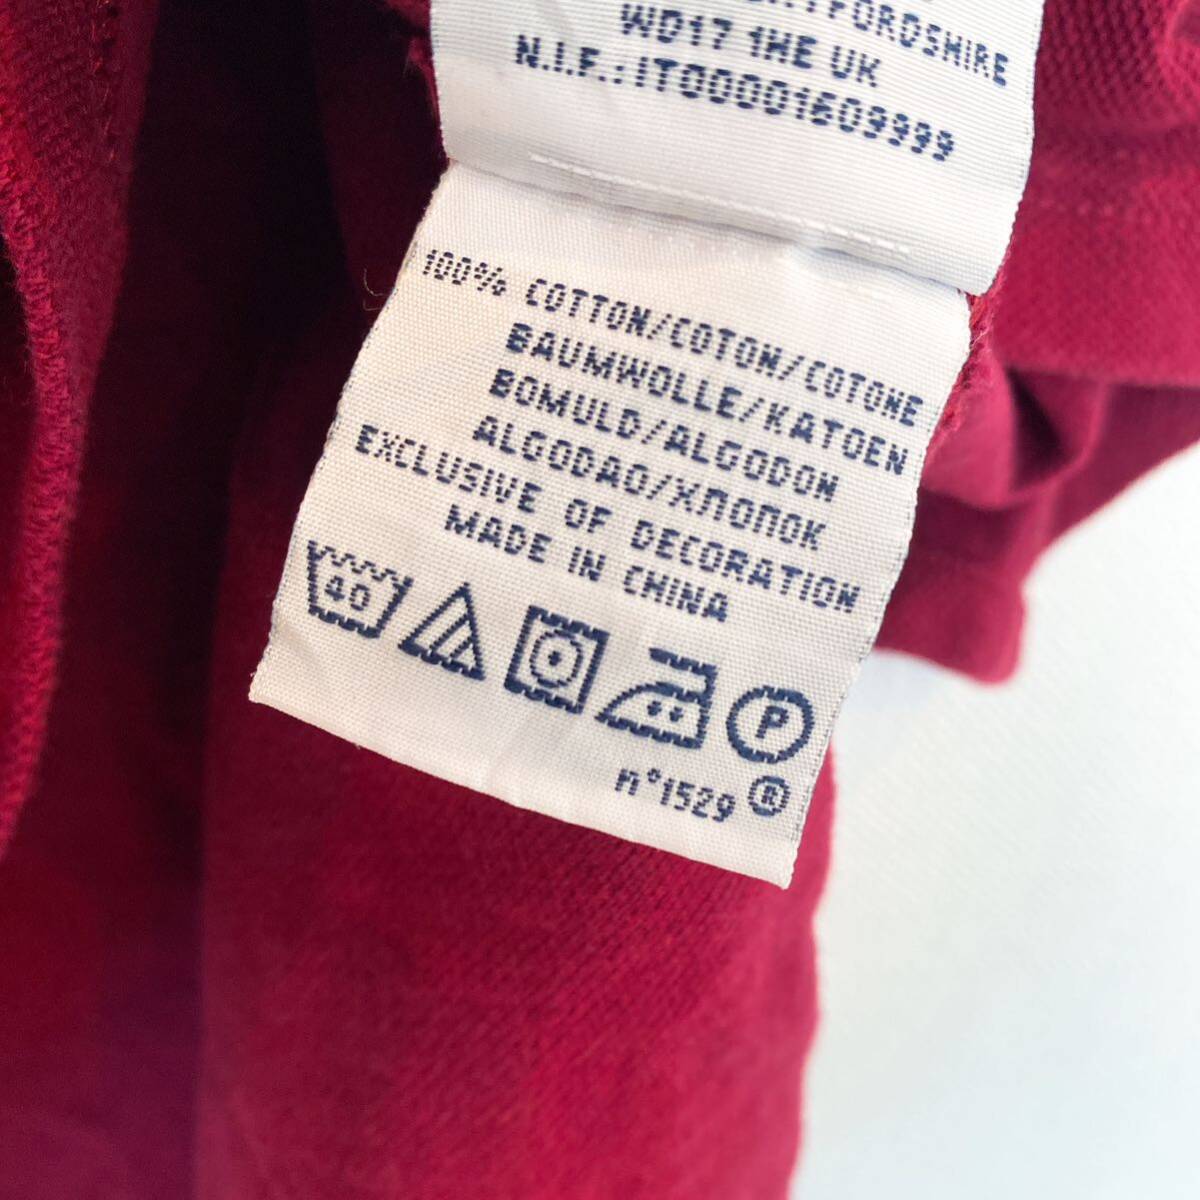 WD17 1HE UK
N.I.F.:IT00001609999
100% COTTON/COTON/COTONE
BAUMWOLLE/KATOEN
BOMULD/ALGODON
ALGODAO/ХЛОПОК
EXCLUSIVE OF DECORATION
MADE IN CHINA
40
P
n°1529 ®